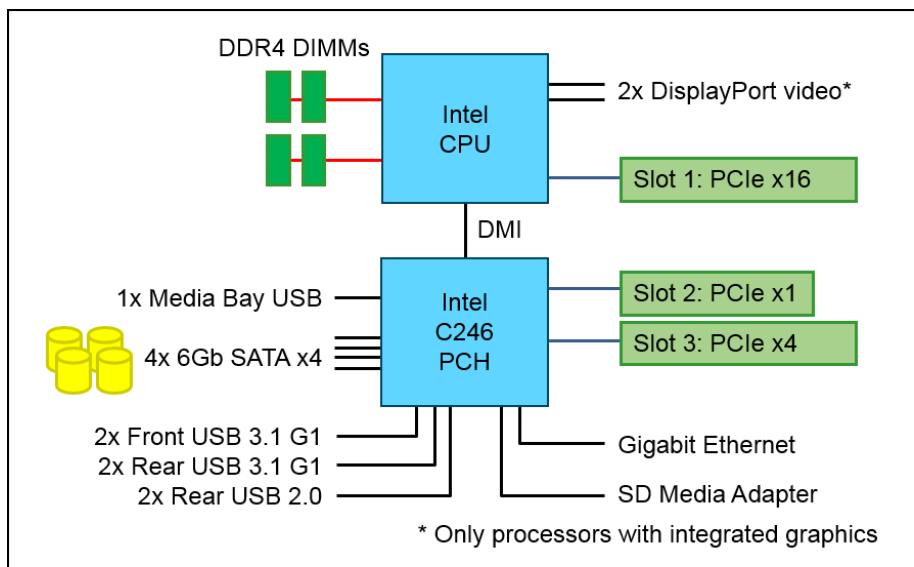 DDR4 DIMMs
Intel
CPU
2x DisplayPort video*
Slot 1: PCIe x16
DMI
1x Media Bay USB
Intel
C246
PCH
Slot 2: PCIe x1
Slot 3: PCIe x4
4x 6Gb SATA x4
2x Front USB 3.1 G1
2x Rear USB 3.1 G1
2x Rear USB 2.0
Gigabit Ethernet
SD Media Adapter
* Only processors with integrated graphics